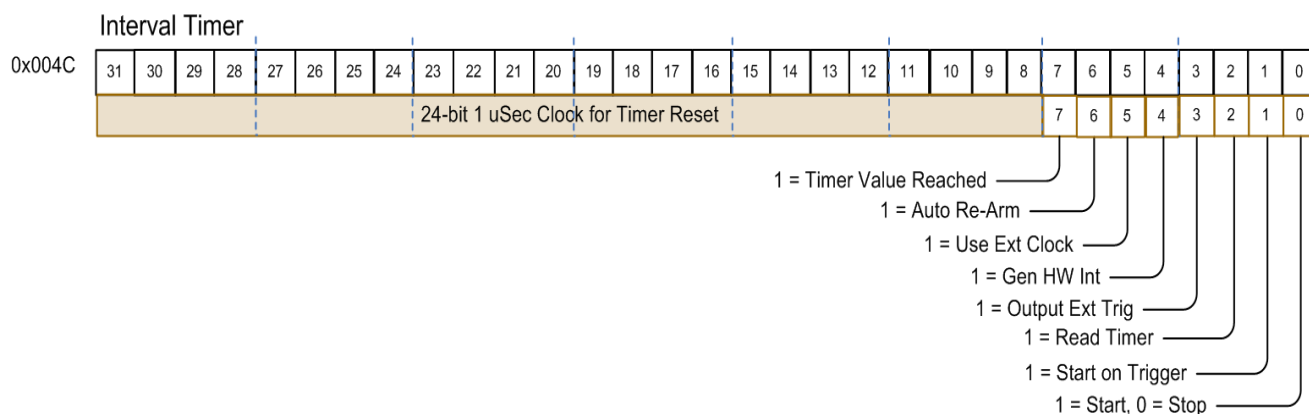 Interval Timer
0x004C 31 30 29 28 27 26 25 24 23 22 21 20 19 18 17 16 15 14 13 12 11 10 9 8 7 6 5 4 3 2 1 0
24-bit 1 uSec Clock for Timer Reset 7 6 5 4 3 2 1 0
1 = Timer Value Reached
1 = Auto Re-Arm
1 = Use Ext Clock
1 = Gen HW Int
1 = Output Ext Trig
1 = Read Timer
1 = Start on Trigger
1 = Start, 0 = Stop